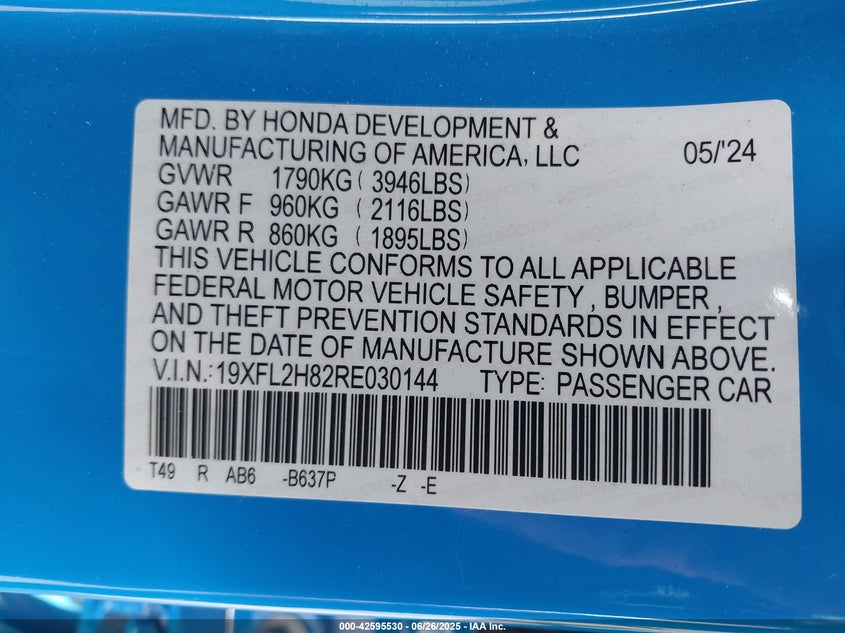 MFD. BY HONDA DEVELOPMENT &
MANUFACTURING OF AMERICA, LLC 05/'24
GVWR 1790KG ( 3946LBS)
GAWR F 960KG ( 2116LBS)
GAWR R 860KG ( 1895LBS)
THIS VEHICLE CONFORMS TO ALL APPLICABLE
FEDERAL MOTOR VEHICLE SAFETY , BUMPER ,
AND THEFT PREVENTION STANDARDS IN EFFECT
ON THE DATE OF MANUFACTURE SHOWN ABOVE.
V.I.N.: 19XFL2H82RE030144 TYPE: PASSENGER CAR
T49 R AB6 -B637P -Z -E
000-42595530 - 06/26/2025 - IAA Inc.